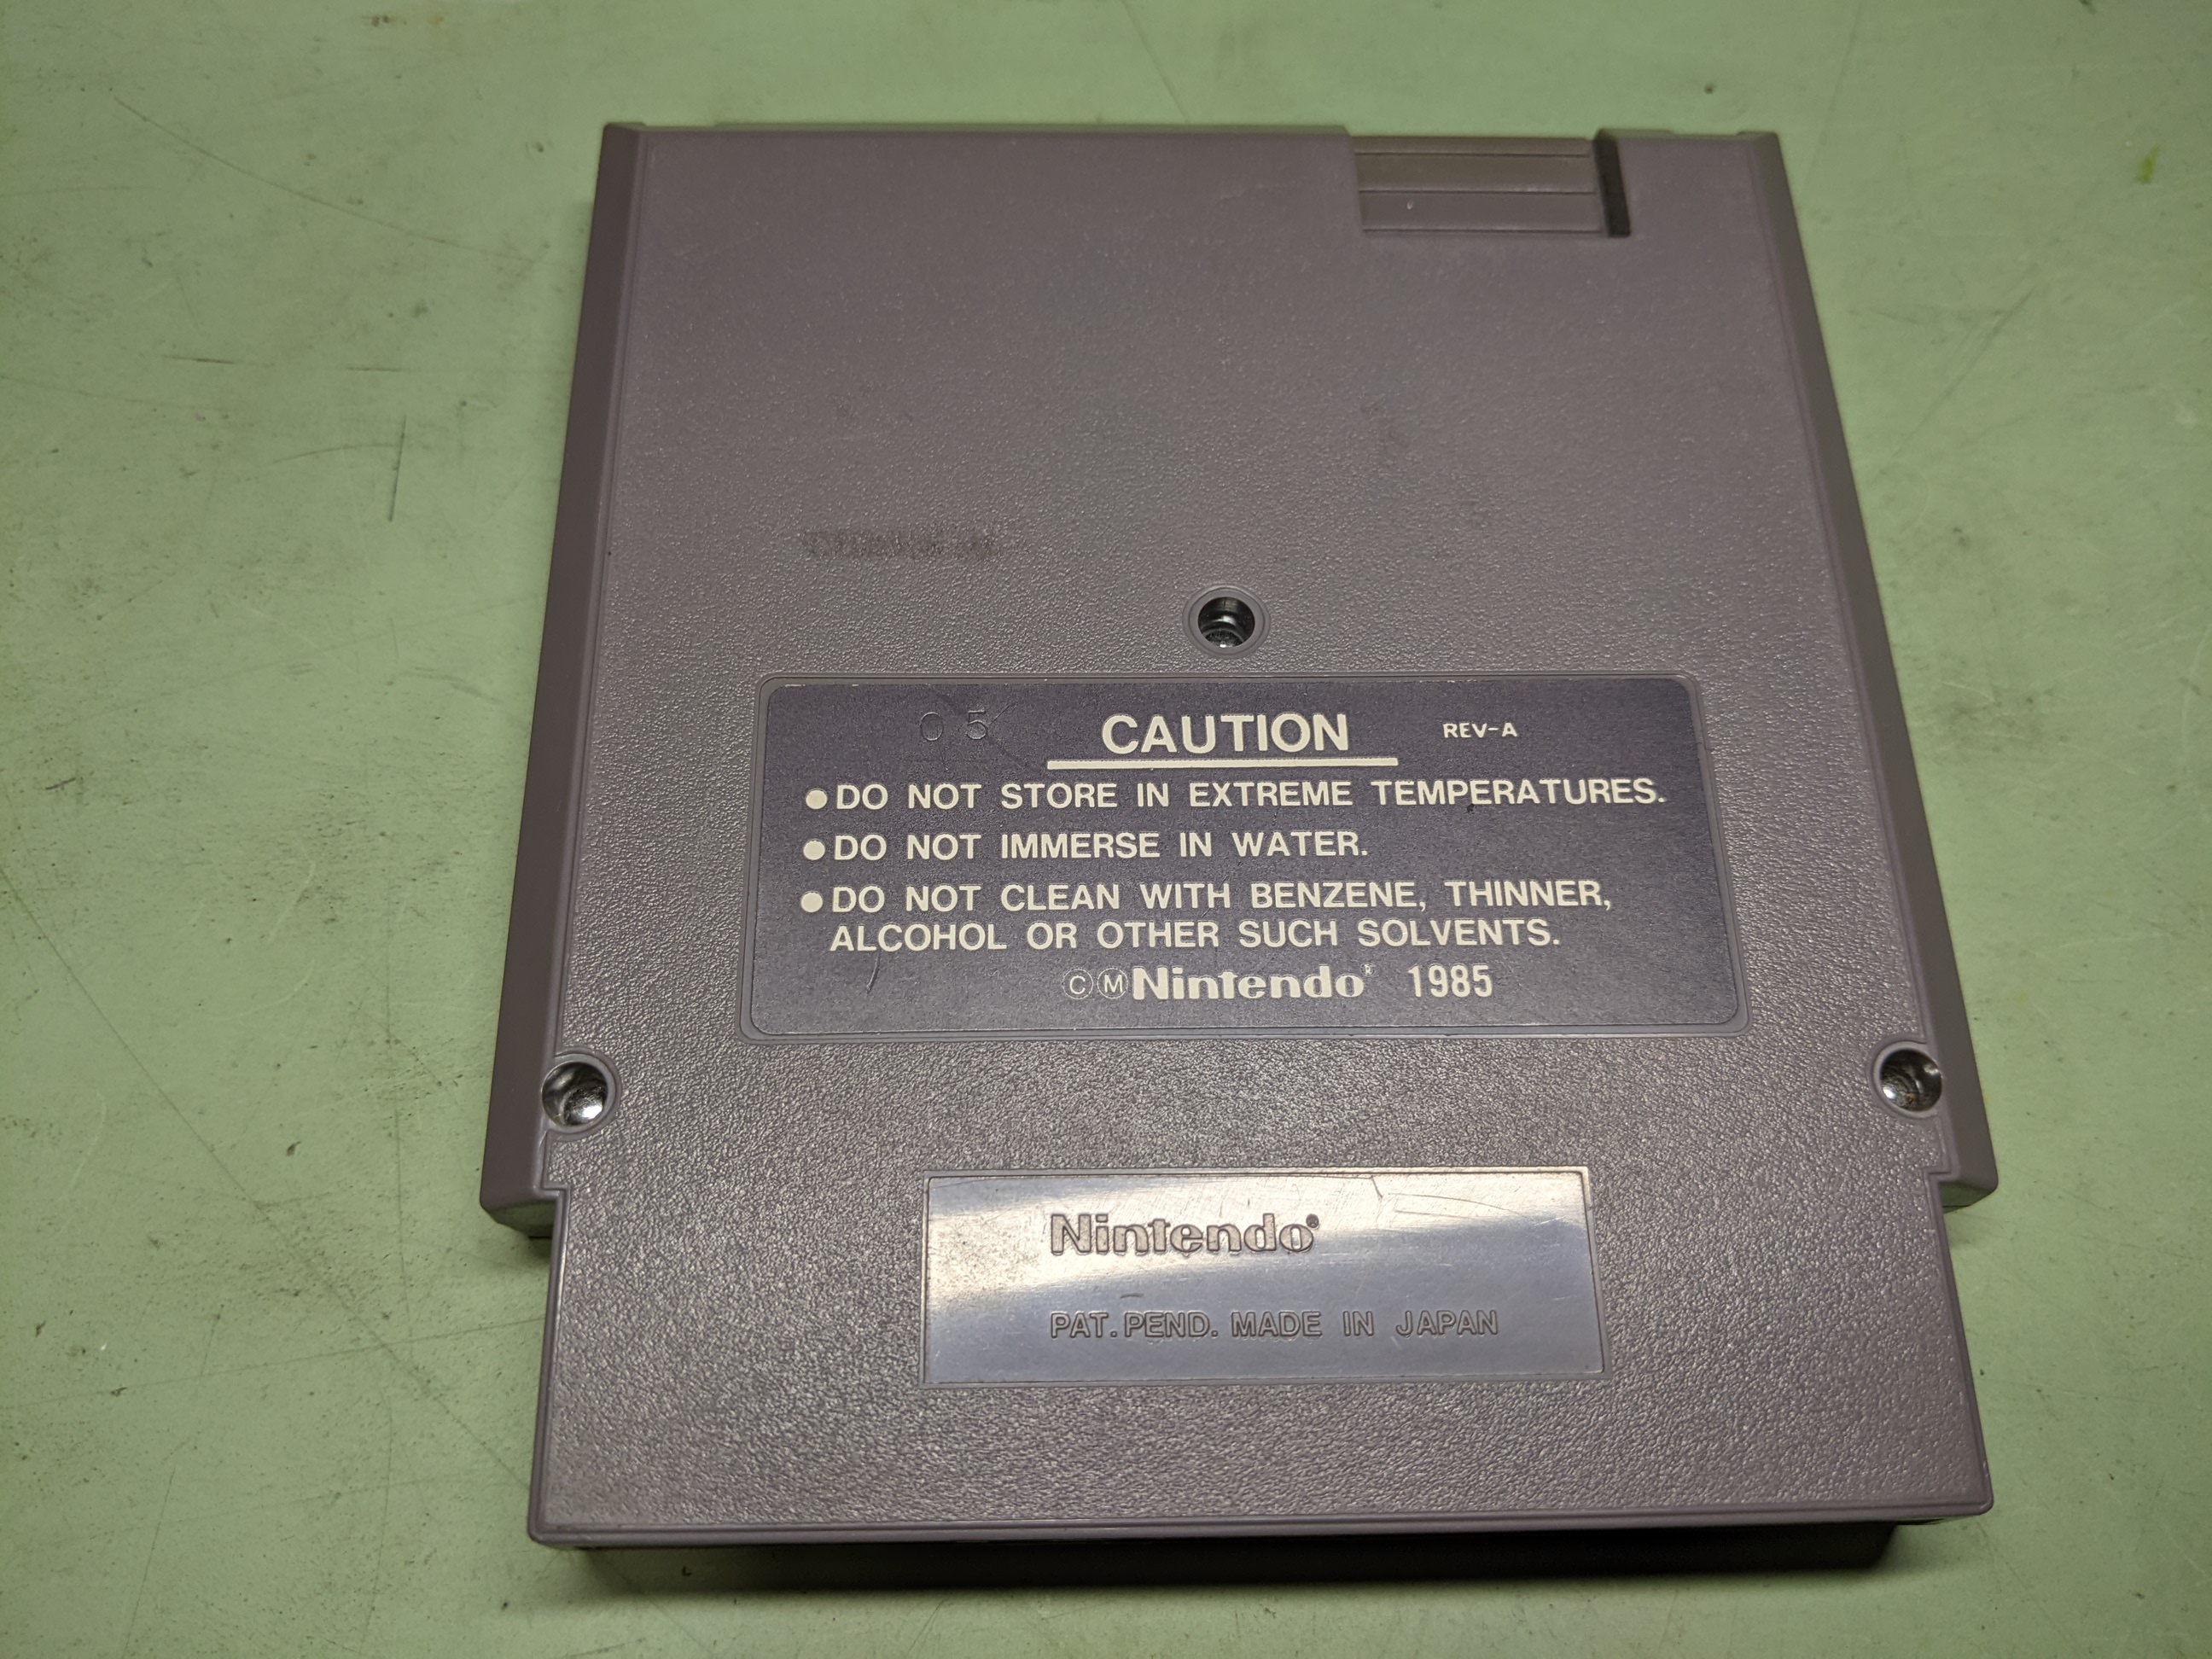 05 CAUTION REV-A
●DO NOT STORE IN EXTREME TEMPERATURES.
●DO NOT IMMERSE IN WATER.
●DO NOT CLEAN WITH BENZENE, THINNER,
ALCOHOL OR OTHER SUCH SOLVENTS.
ⒸⓂNintendo® 1985
Nintendo®
PAT. PEND. MADE IN JAPAN